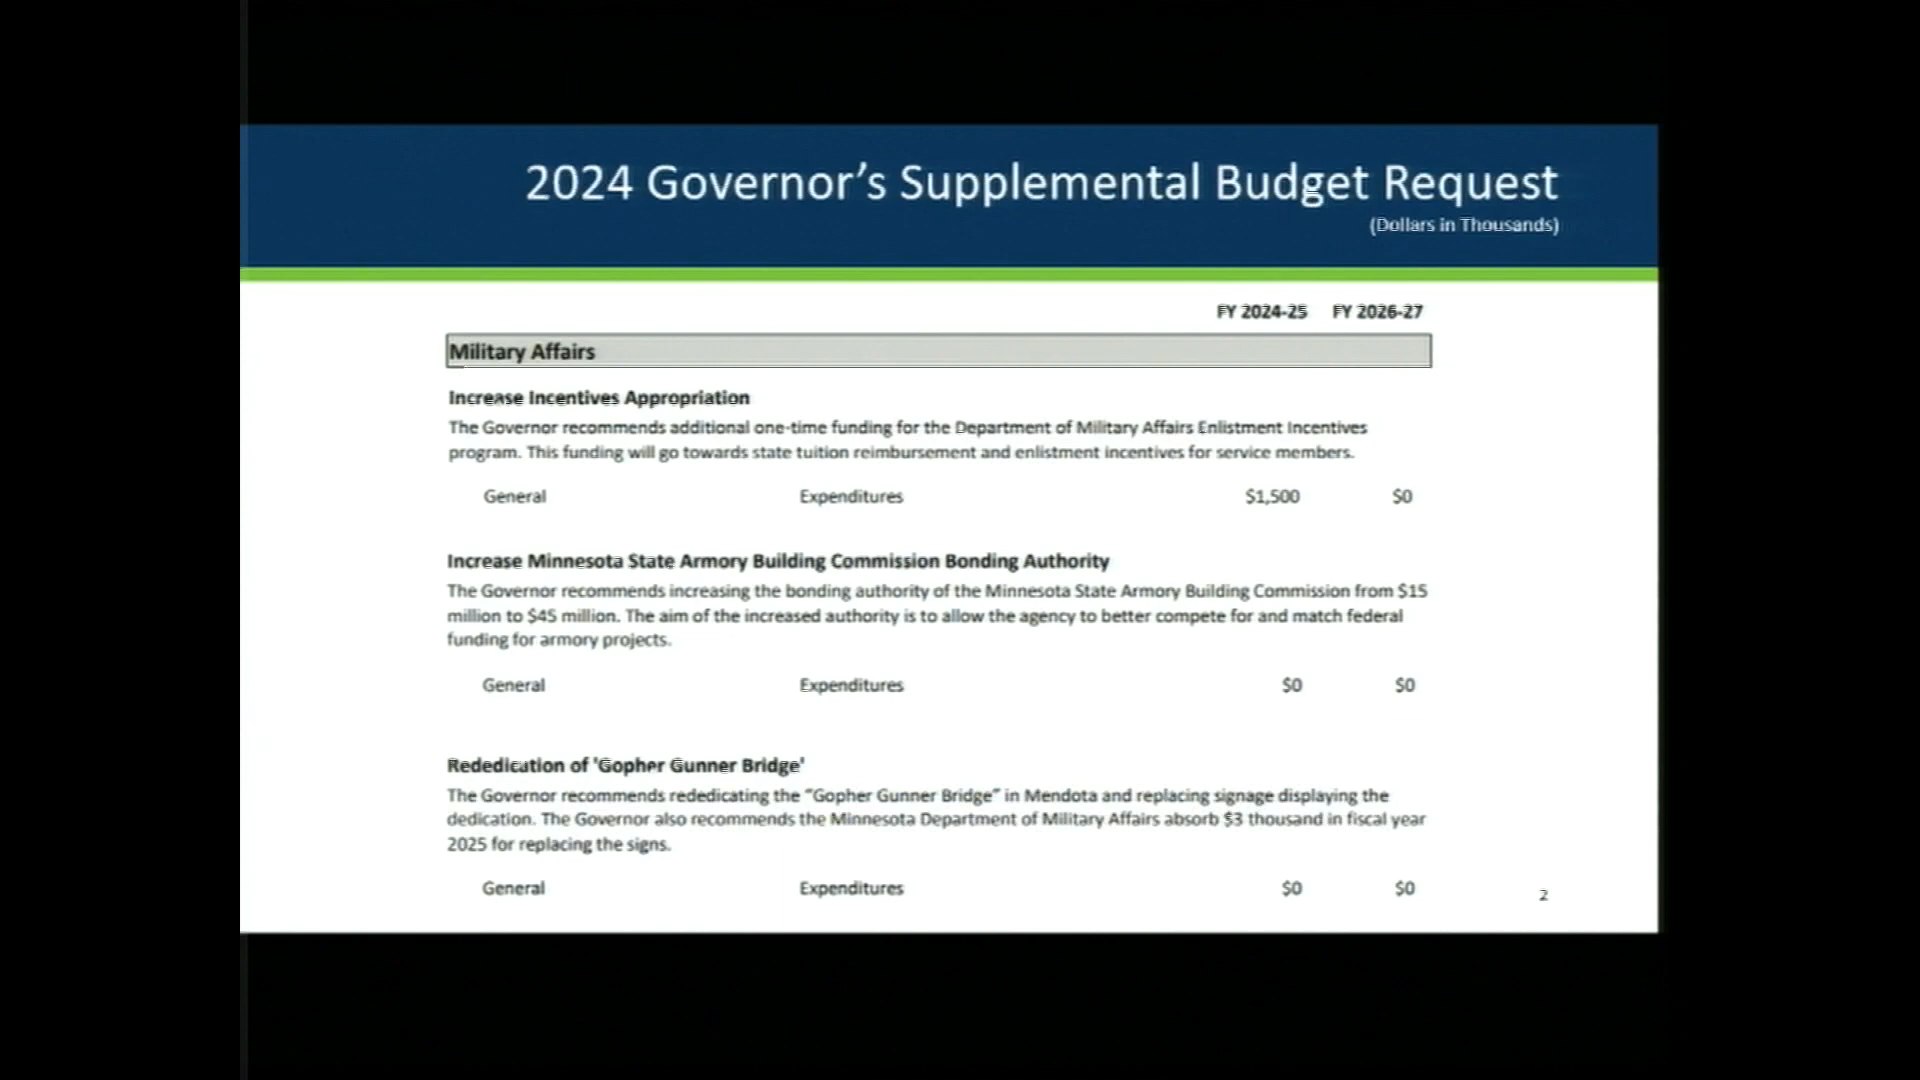 2024 Governor's Supplemental Budget Request
(Dollars in Thousands)
FY 2024-25 FY 2026-27
Military Affairs
Increase Incentives Appropriation
The Governor recommends additional one-time funding for the Department of Military Affairs Enlistment Incentives
program. This funding will go towards state tuition reimbursement and enlistment incentives for service members.
General Expenditures $1,500 $0
Increase Minnesota State Armory Building Commission Bonding Authority
The Governor recommends increasing the bonding authority of the Minnesota State Armory Building Commission from $15
million to $45 million. The aim of the increased authority is to allow the agency to better compete for and match federal
funding for armory projects.
General Expenditures $0 $0
Rededication of 'Gopher Gunner Bridge'
The Governor recommends rededicating the “Gopher Gunner Bridge” in Mendota and replacing signage displaying the
dedication. The Governor also recommends the Minnesota Department of Military Affairs absorb $3 thousand in fiscal year
2025 for replacing the signs.
General Expenditures $0 $0
2